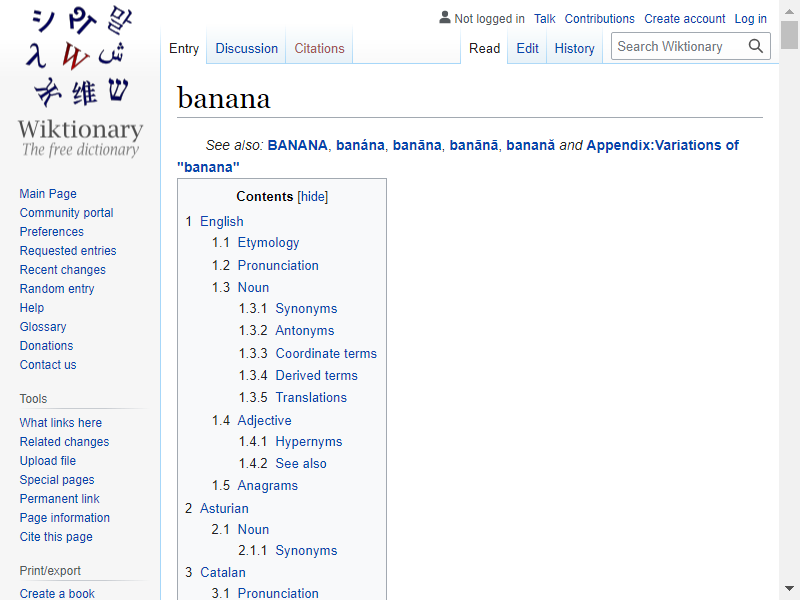 Not logged in Talk Contributions Create account Log in
Entry Discussion Citations Read Edit History Search Wiktionary
シ 말
λ W ش
维 ש
Wiktionary
The free dictionary
Main Page
Community portal
Preferences
Requested entries
Recent changes
Random entry
Help
Glossary
Donations
Contact us
Tools
What links here
Related changes
Upload file
Special pages
Permanent link
Page information
Cite this page
Print/export
Create a book
banana
See also: BANANA, banána, banāna, banānā, banană and Appendix:Variations of
"banana"
Contents [hide]
1 English
1.1 Etymology
1.2 Pronunciation
1.3 Noun
1.3.1 Synonyms
1.3.2 Antonyms
1.3.3 Coordinate terms
1.3.4 Derived terms
1.3.5 Translations
1.4 Adjective
1.4.1 Hypernyms
1.4.2 See also
1.5 Anagrams
2 Asturian
2.1 Noun
2.1.1 Synonyms
3 Catalan
3.1 Pronunciation